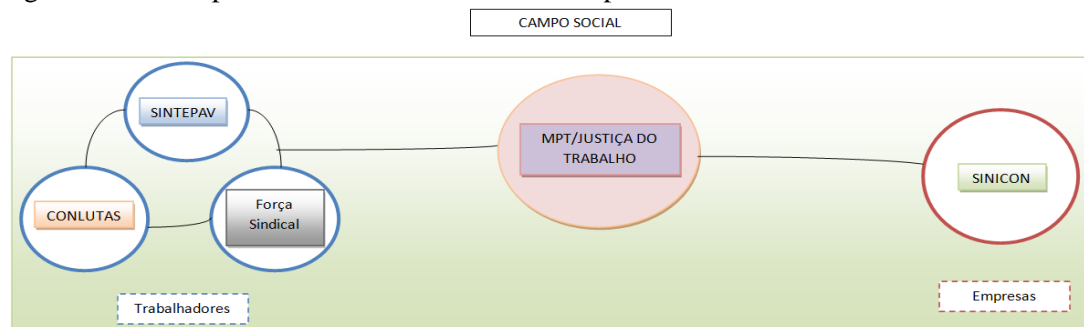 CAMPO SOCIAL
SINTEPAV
MPT/JUSTIÇA DO
TRABALHO
SINICON
CONLUTAS
Força
Sindical
Trabalhadores
Empresas